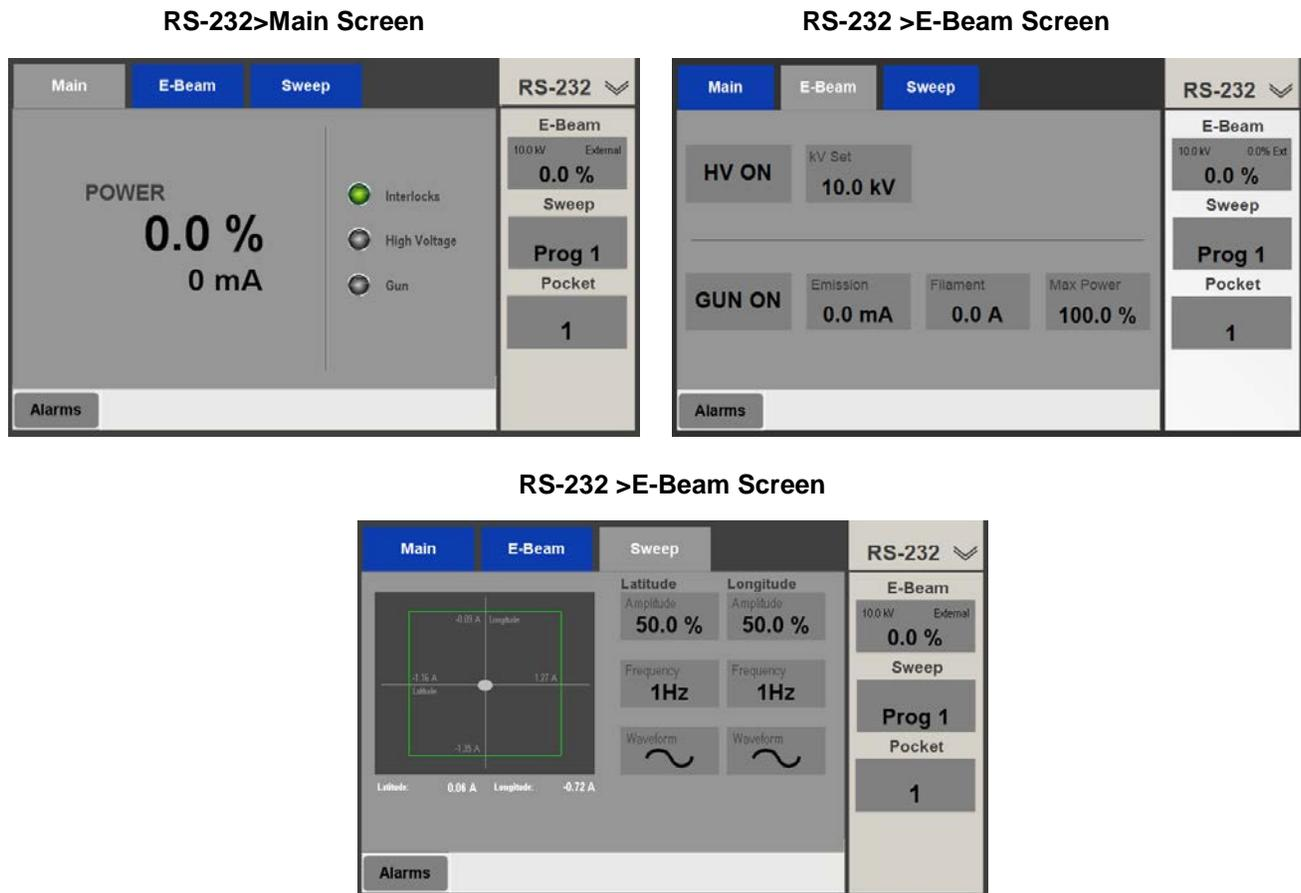 RS-232>Main Screen
Main
E-Beam
Sweep
RS-232
POWER
0.0 %
0 mA
Interlocks
High Voltage
Gun
E-Beam
10.0 kV External
0.0 %
Sweep
Prog 1
Pocket
1
Alarms
RS-232 >E-Beam Screen
Main
E-Beam
Sweep
RS-232
HV ON
kV Set
10.0 kV
GUN ON
Emission
0.0 mA
Filament
0.0 A
Max Power
100.0 %
E-Beam
10.0 kV 0.0% Ext
0.0 %
Sweep
Prog 1
Pocket
1
Alarms
RS-232 >E-Beam Screen
Main
E-Beam
Sweep
RS-232
-0.09 A Longitude
-1.16 A
Latitude
1.27 A
-1.35 A
Latitude: 0.06 A Longitude: -0.72 A
Latitude
Longitude
Amplitude
50.0 %
Amplitude
50.0 %
Frequency
1Hz
Frequency
1Hz
Waveform
Waveform
E-Beam
10.0 kV External
0.0 %
Sweep
Prog 1
Pocket
1
Alarms